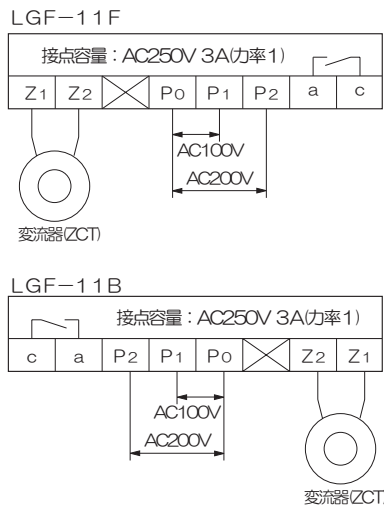 LGF-11F
接点容量：AC250V 3A(力率1)
Z1 Z2 P0 P1 P2 a c
AC100V
AC200V
変流器(ZCT)
LGF-11B
接点容量：AC250V 3A(力率1)
c a P2 P1 P0 Z2 Z1
AC100V
AC200V
変流器(ZCT)